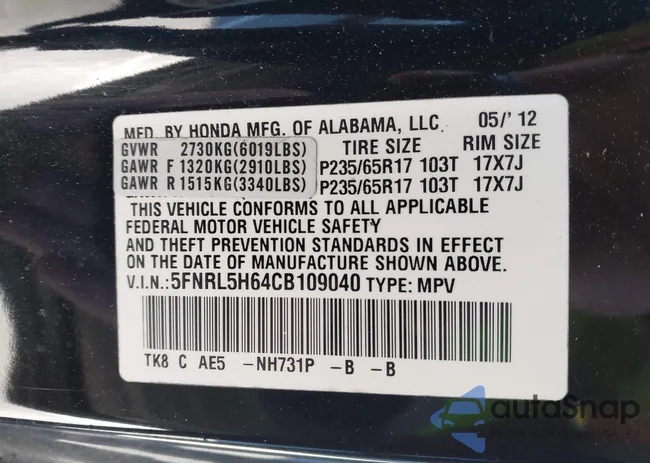 MFD. BY HONDA MFG. OF ALABAMA, LLC. 05/'12
GVWR 2730KG(6019LBS) TIRE SIZE RIM SIZE
GAWR F 1320KG(2910LBS) P235/65R17 103T 17X7J
GAWR R 1515KG(3340LBS) P235/65R17 103T 17X7J
THIS VEHICLE CONFORMS TO ALL APPLICABLE
FEDERAL MOTOR VEHICLE SAFETY
AND THEFT PREVENTION STANDARDS IN EFFECT
ON THE DATE OF MANUFACTURE SHOWN ABOVE.
V.I.N.:5FNRL5H64CB109040 TYPE: MPV
TK8 C AE5 -NH731P -B -B
autoSnap